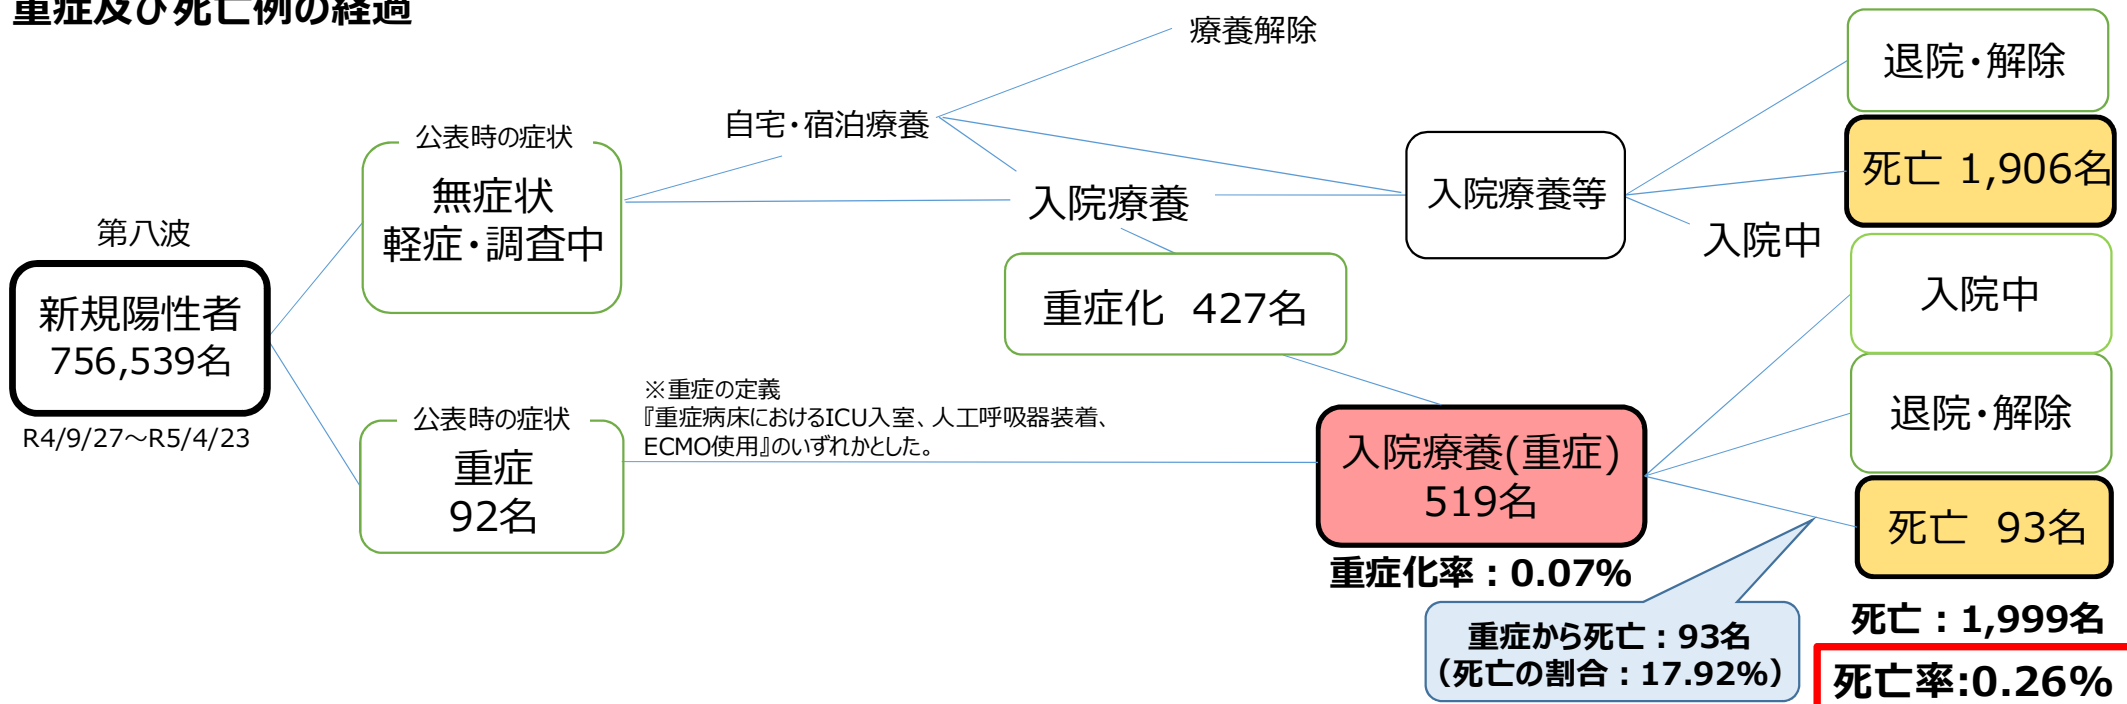 重症及び死亡例の経過
第八波
新規陽性者
756,539名
R4/9/27～R5/4/23
公表時の症状
無症状
軽症・調査中
公表時の症状
重症
92名
自宅・宿泊療養
療養解除
入院療養
重症化 427名
※重症の定義
『重症病床におけるICU入室、人工呼吸器装着、
ECMO使用』のいずれかとした。
入院療養等
入院療養(重症)
519名
重症化率：0.07%
退院・解除
死亡 1,906名
入院中
入院中
退院・解除
死亡 93名
重症から死亡：93名
（死亡の割合：17.92%）
死亡：1,999名
死亡率:0.26%